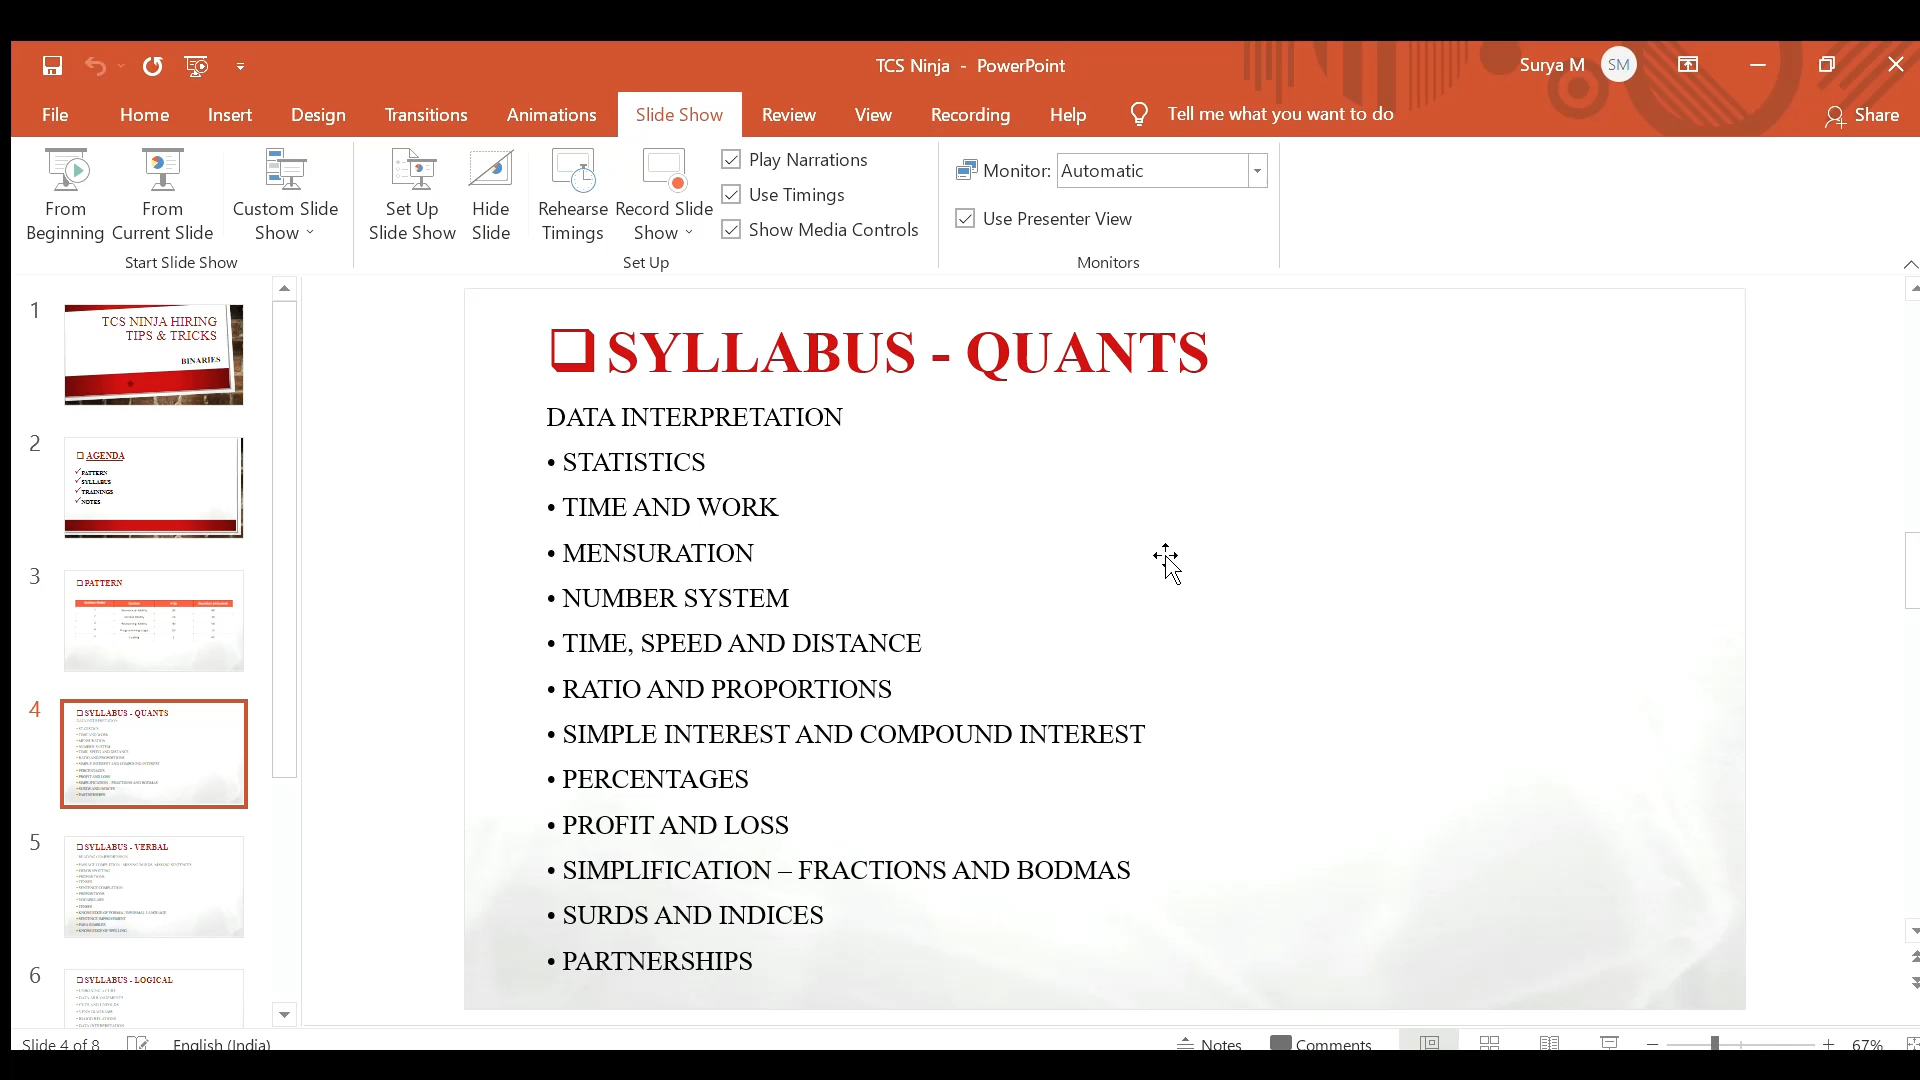 TCS Ninja - PowerPoint
Surya M SM
File Home Insert Design Transitions Animations Slide Show Review View Recording Help Tell me what you want to do Share
From Beginning
From Current Slide
Custom Slide Show
Start Slide Show
Set Up Slide Show
Hide Slide
Rehearse Timings
Record Slide Show
Play Narrations
Use Timings
Show Media Controls
Set Up
Monitor: Automatic
Use Presenter View
Monitors
1
TCS NINJA HIRING
TIPS & TRICKS
BINARIES
2
AGENDA
PATTERN
SYLLABUS
TRAININGS
NOTES
3
PATTERN
4
SYLLABUS - QUANTS
5
SYLLABUS - VERBAL
6
SYLLABUS - LOGICAL
SYLLABUS - QUANTS
DATA INTERPRETATION
• STATISTICS
• TIME AND WORK
• MENSURATION
• NUMBER SYSTEM
• TIME, SPEED AND DISTANCE
• RATIO AND PROPORTIONS
• SIMPLE INTEREST AND COMPOUND INTEREST
• PERCENTAGES
• PROFIT AND LOSS
• SIMPLIFICATION – FRACTIONS AND BODMAS
• SURDS AND INDICES
• PARTNERSHIPS
Slide 4 of 8 English (India) Notes Comments 67%